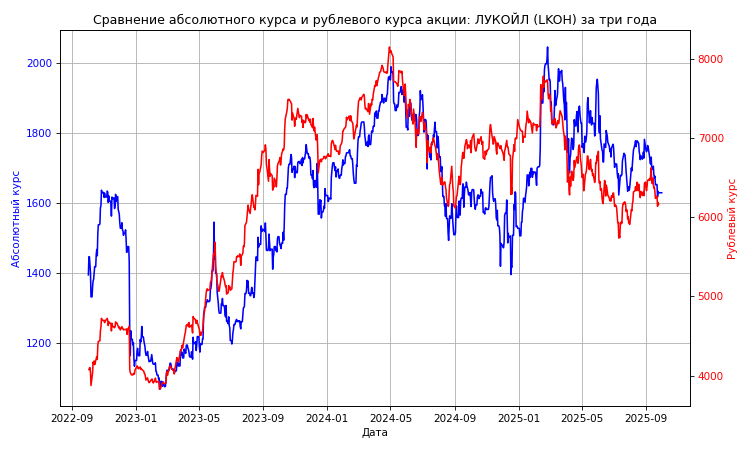 Сравнение абсолютного курса и рублевого курса акции: ЛУКОЙЛ (LKOH) за три года
2000
1800
1600
1400
1200
Абсолютный курс
8000
7000
6000
5000
4000
Рублевый курс
2022-09 2023-01 2023-05 2023-09 2024-01 2024-05 2024-09 2025-01 2025-05 2025-09
Дата